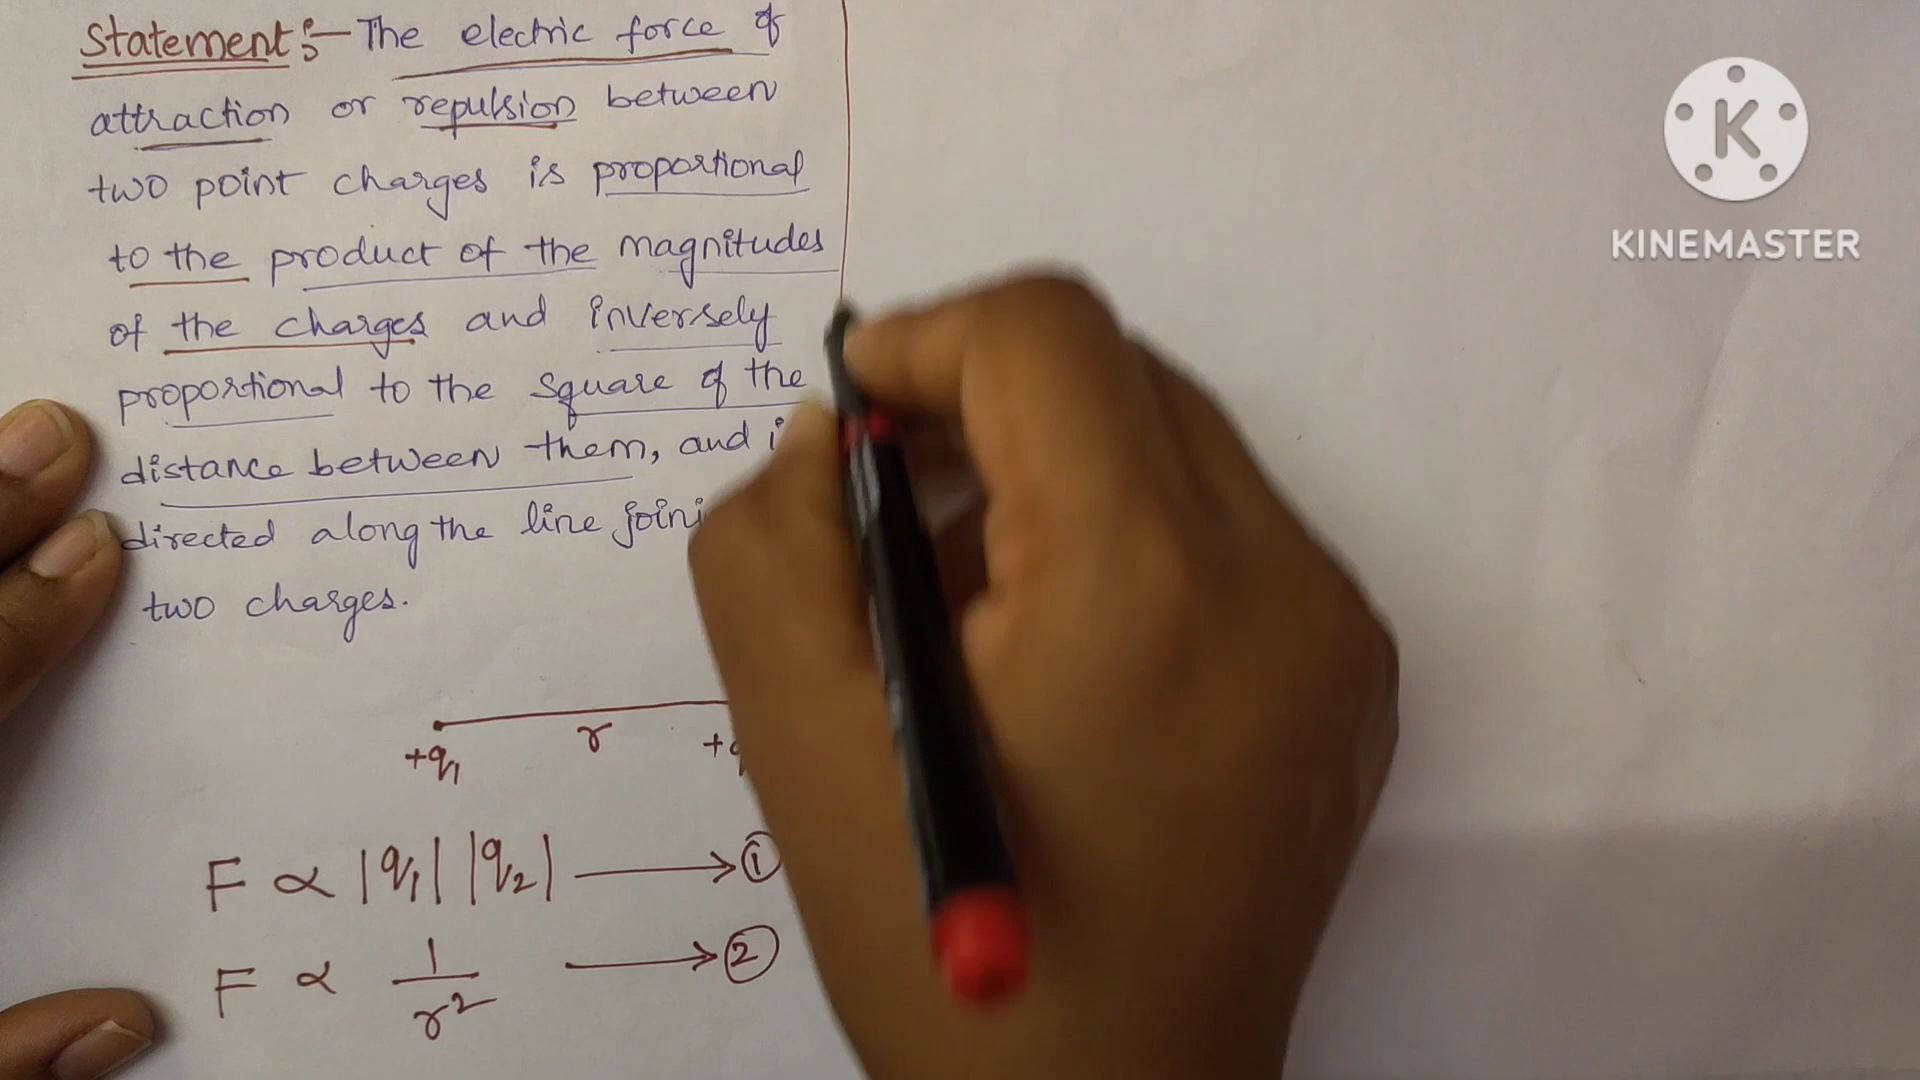 Statement :- The electric force of
attraction or repulsion between
two point charges is proportional
to the product of the magnitudes
of the charges and inversely
proportional to the square of the
distance between them, and
directed along the line
two charges.
r
+q₁
F ∝ |q₁| |q₂| → ①
F ∝ 1/r² → ②
K
KINEMASTER